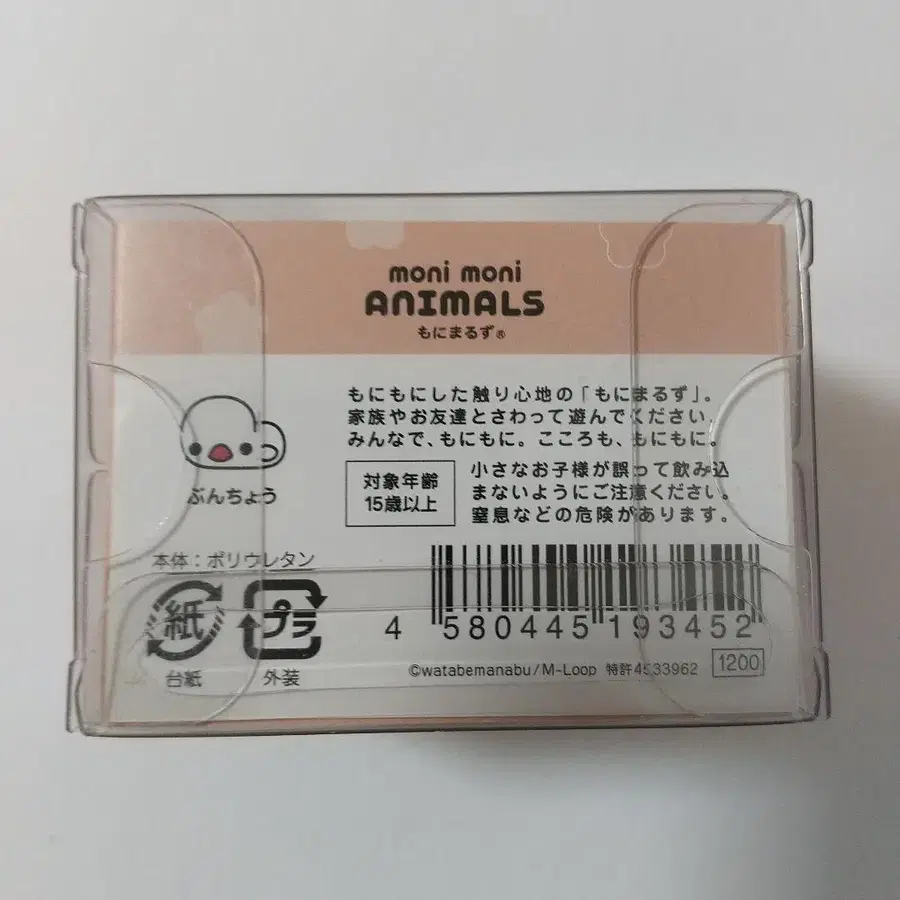 moni moni
ANIMALS
もにまるず®
もにもにした触り心地の「もにまるず」。
家族やお友達とさわって遊んでください。
みんなで、もにもに。こころも、もにもに。
ぶんちょう
対象年齢
15歳以上
小さなお子様が誤って飲み込
まないようにご注意ください。
窒息などの危険があります。
本体：ポリウレタン
紙
プラ
台紙
外装
4 580445 193452
©watabemanabu/M-Loop 特許4533962
1200